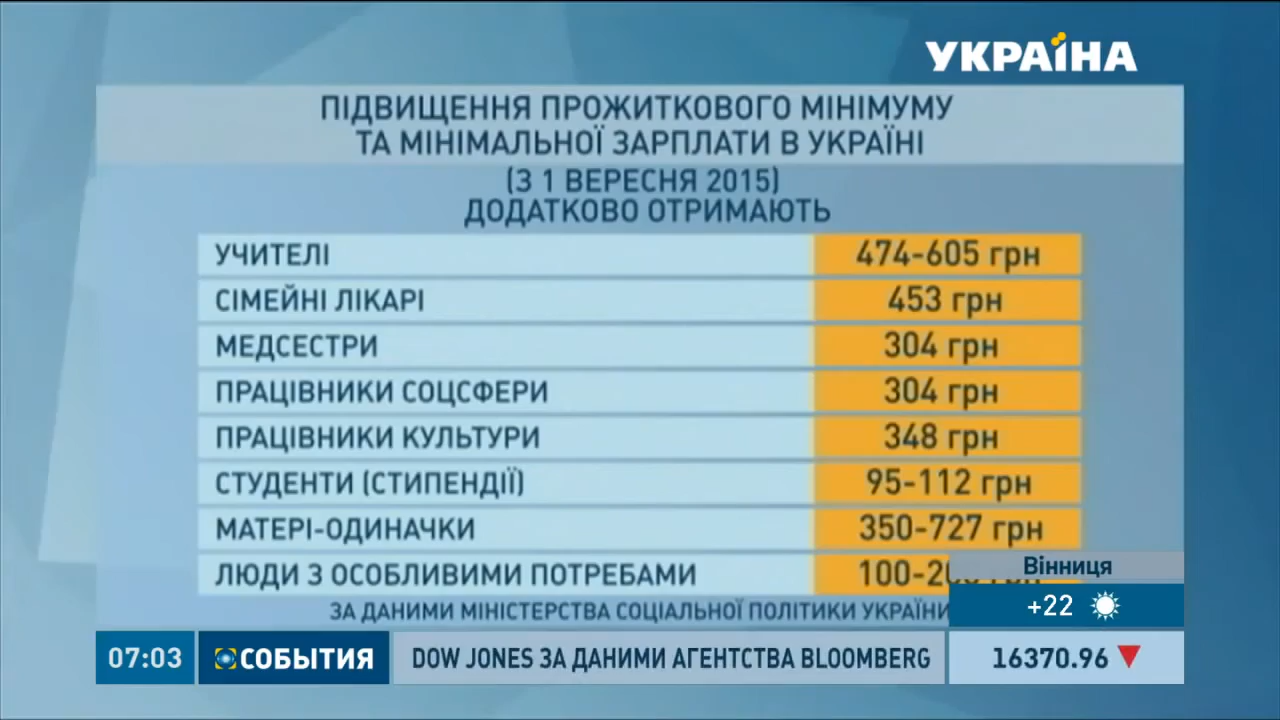 УКРАЇНА
ПІДВИЩЕННЯ ПРОЖИТКОВОГО МІНІМУМУ
ТА МІНІМАЛЬНОЇ ЗАРПЛАТИ В УКРАЇНІ
(З 1 ВЕРЕСНЯ 2015)
ДОДАТКОВО ОТРИМАЮТЬ
УЧИТЕЛІ 474-605 грн
СІМЕЙНІ ЛІКАРІ 453 грн
МЕДСЕСТРИ 304 грн
ПРАЦІВНИКИ СОЦСФЕРИ 304 грн
ПРАЦІВНИКИ КУЛЬТУРИ 348 грн
СТУДЕНТИ (СТИПЕНДІЇ) 95-112 грн
МАТЕРІ-ОДИНАЧКИ 350-727 грн
ЛЮДИ З ОСОБЛИВИМИ ПОТРЕБАМИ
ЗА ДАНИМИ МІНІСТЕРСТВА СОЦІАЛЬНОЇ ПОЛІТИКИ УКРАЇНИ
Вінниця
+22
07:03 СОБЫТИЯ DOW JONES ЗА ДАНИМИ АГЕНТСТВА BLOOMBERG 16370.96